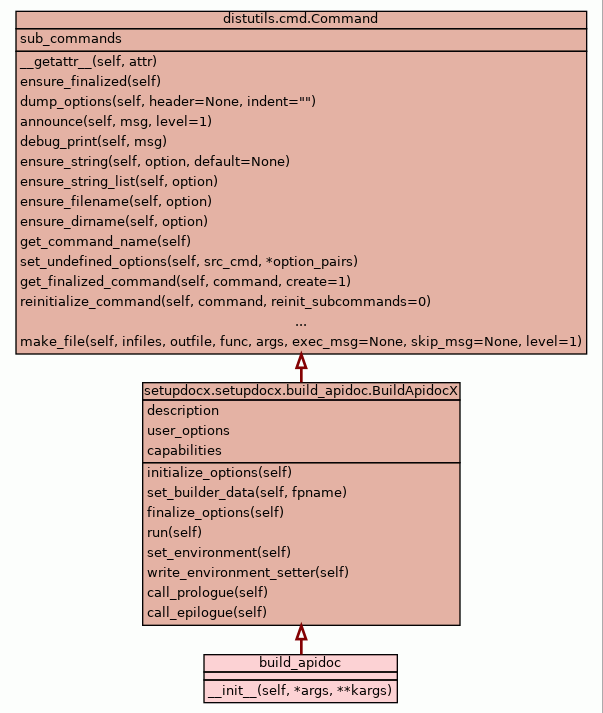 distutils.cmd.Command
sub_commands
__getattr__(self, attr)
ensure_finalized(self)
dump_options(self, header=None, indent="")
announce(self, msg, level=1)
debug_print(self, msg)
ensure_string(self, option, default=None)
ensure_string_list(self, option)
ensure_filename(self, option)
ensure_dirname(self, option)
get_command_name(self)
set_undefined_options(self, src_cmd, *option_pairs)
get_finalized_command(self, command, create=1)
reinitialize_command(self, command, reinit_subcommands=0)
...
make_file(self, infiles, outfile, func, args, exec_msg=None, skip_msg=None, level=1)
setupdocx.setupdocx.build_apidoc.BuildApidocX
description
user_options
capabilities
initialize_options(self)
set_builder_data(self, fpname)
finalize_options(self)
run(self)
set_environment(self)
write_environment_setter(self)
call_prologue(self)
call_epilogue(self)
build_apidoc
__init__(self, *args, **kargs)